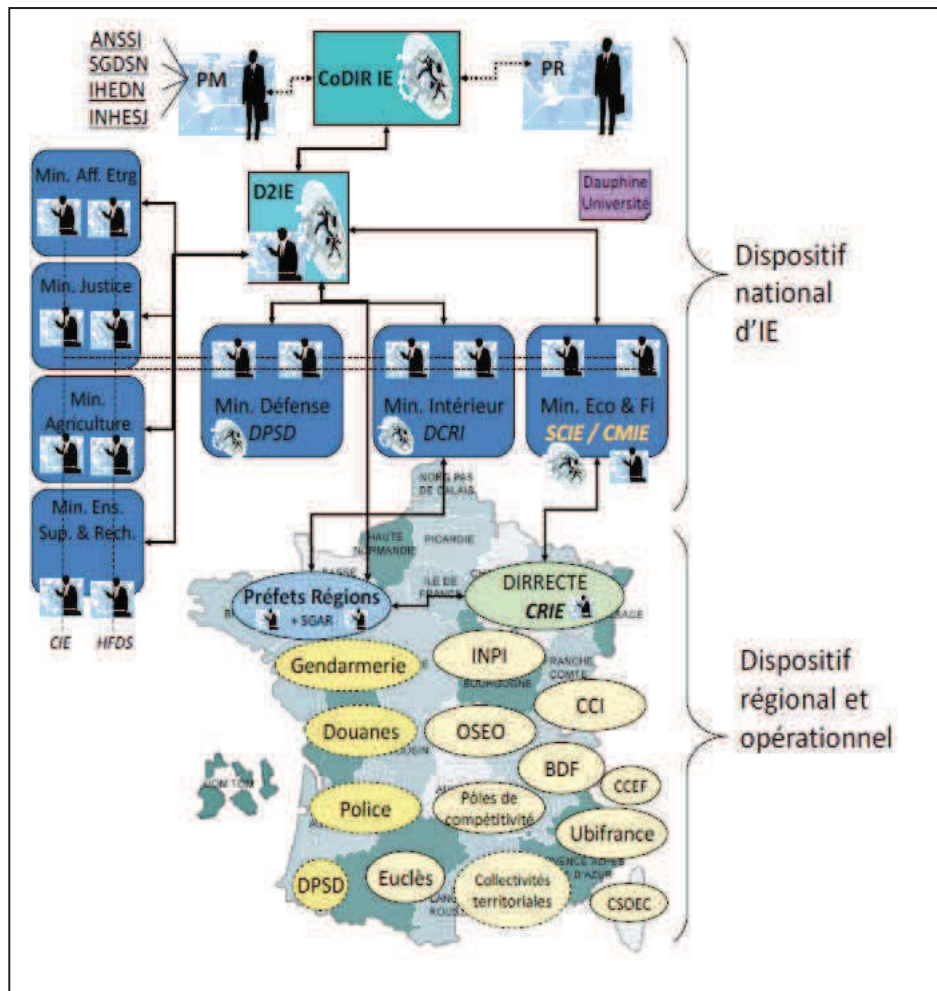 ANSSI
SGDSN
IHEDN
INHESJ
PM
CoDIR IE
PR
Min. Aff. Etrg
D2IE
Dauphine
Université
Dispositif
national
d'IE
Min. Justice
Min.
Agriculture
Min. Défense
DPSD
Min. Intérieur
DCRI
Min. Eco & Fi
SCIE / CMIE
Min. Ens.
Sup. & Rech.
CIE
HFDS
NORD PAS
DE CALAIS
HAUTE
NORMANDIE
PICARDIE
ILE DE
FRANCE
Préfets Régions
+ SGAR
DIRRECTE
CRIE
Gendarmerie
INPI
BOURGOGNE
FRANCHE
COMTE
CCI
Dispositif
régional et
opérationnel
Douanes
OSEO
BDF
CCEF
DOM TOM
Police
Pôles de
compétitivité
Ubifrance
DPSD
Euclès
Collectivités
territoriales
CSOEC